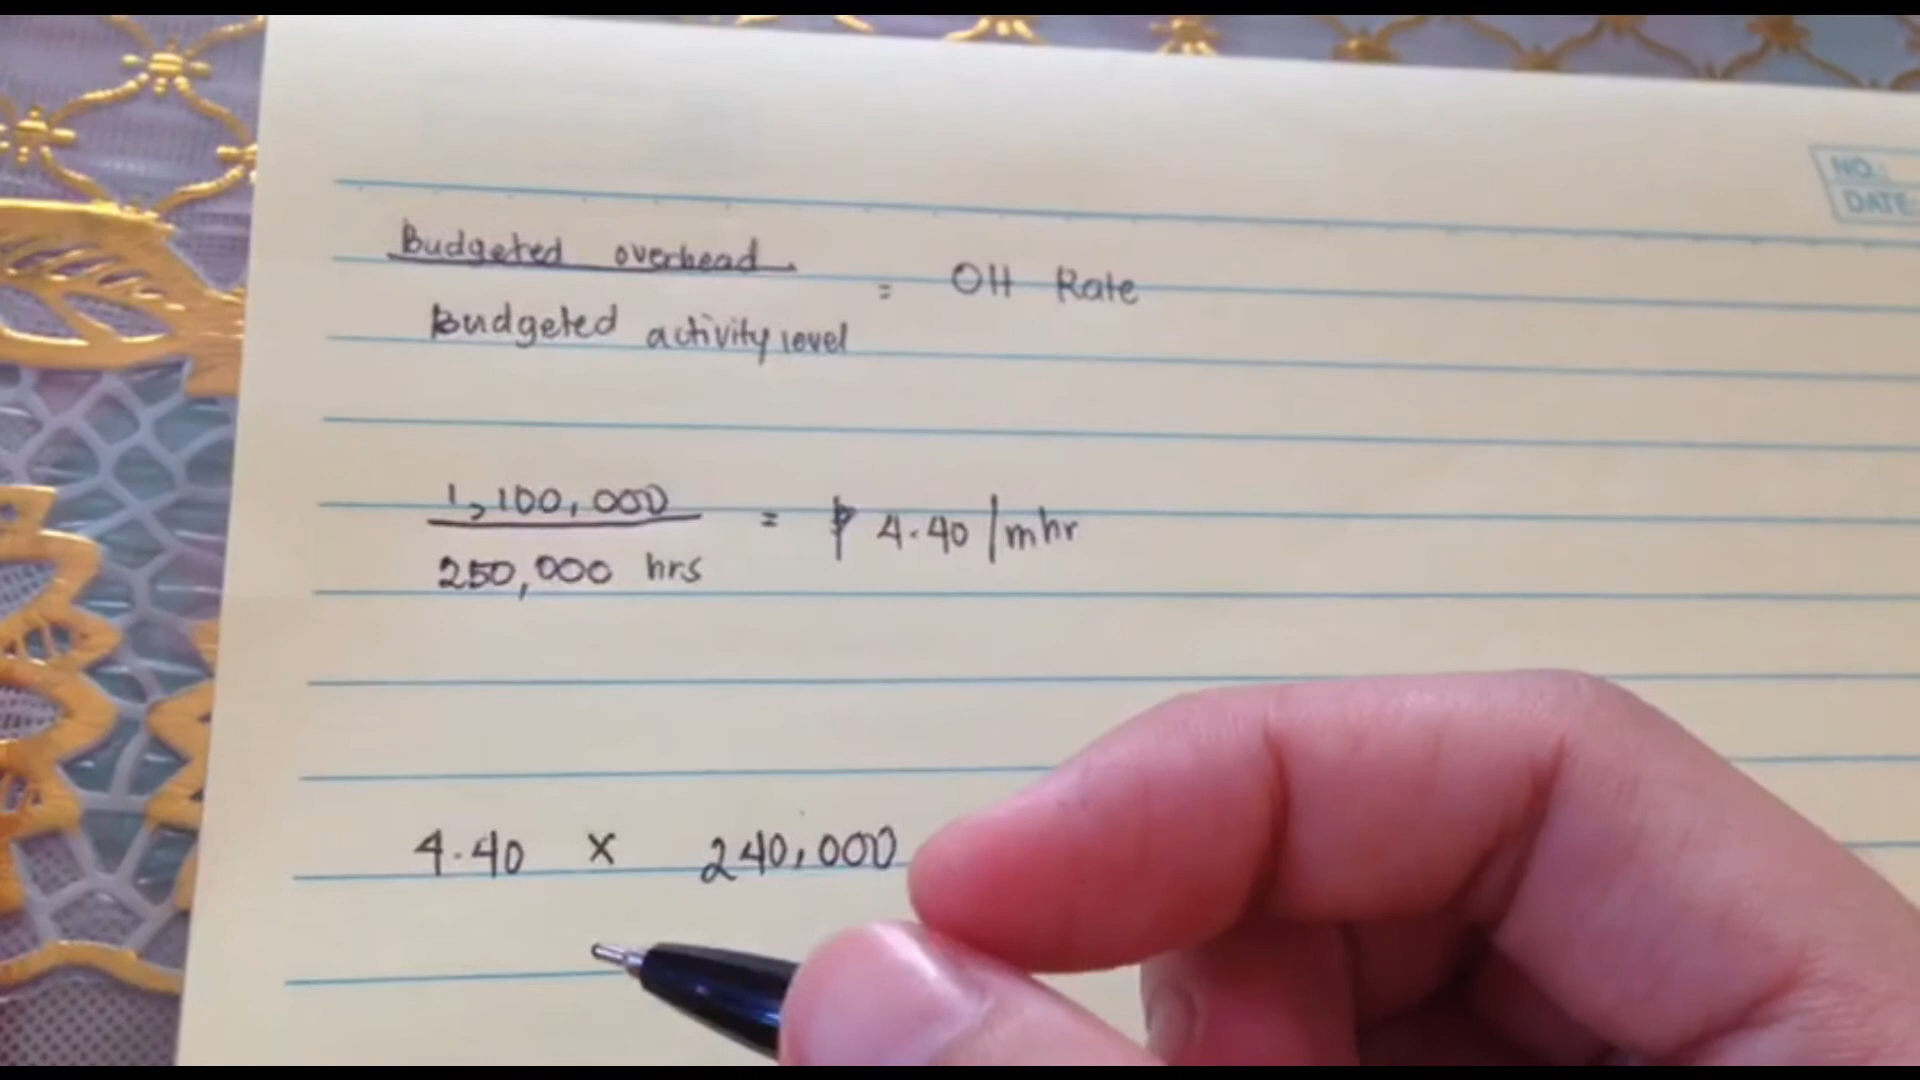 NO.:
DATE:
Budgeted overhead
Budgeted activity level
= OH Rate
1,100,000
250,000 hrs
= ₱ 4.40 /mhr
4.40 x 240,000